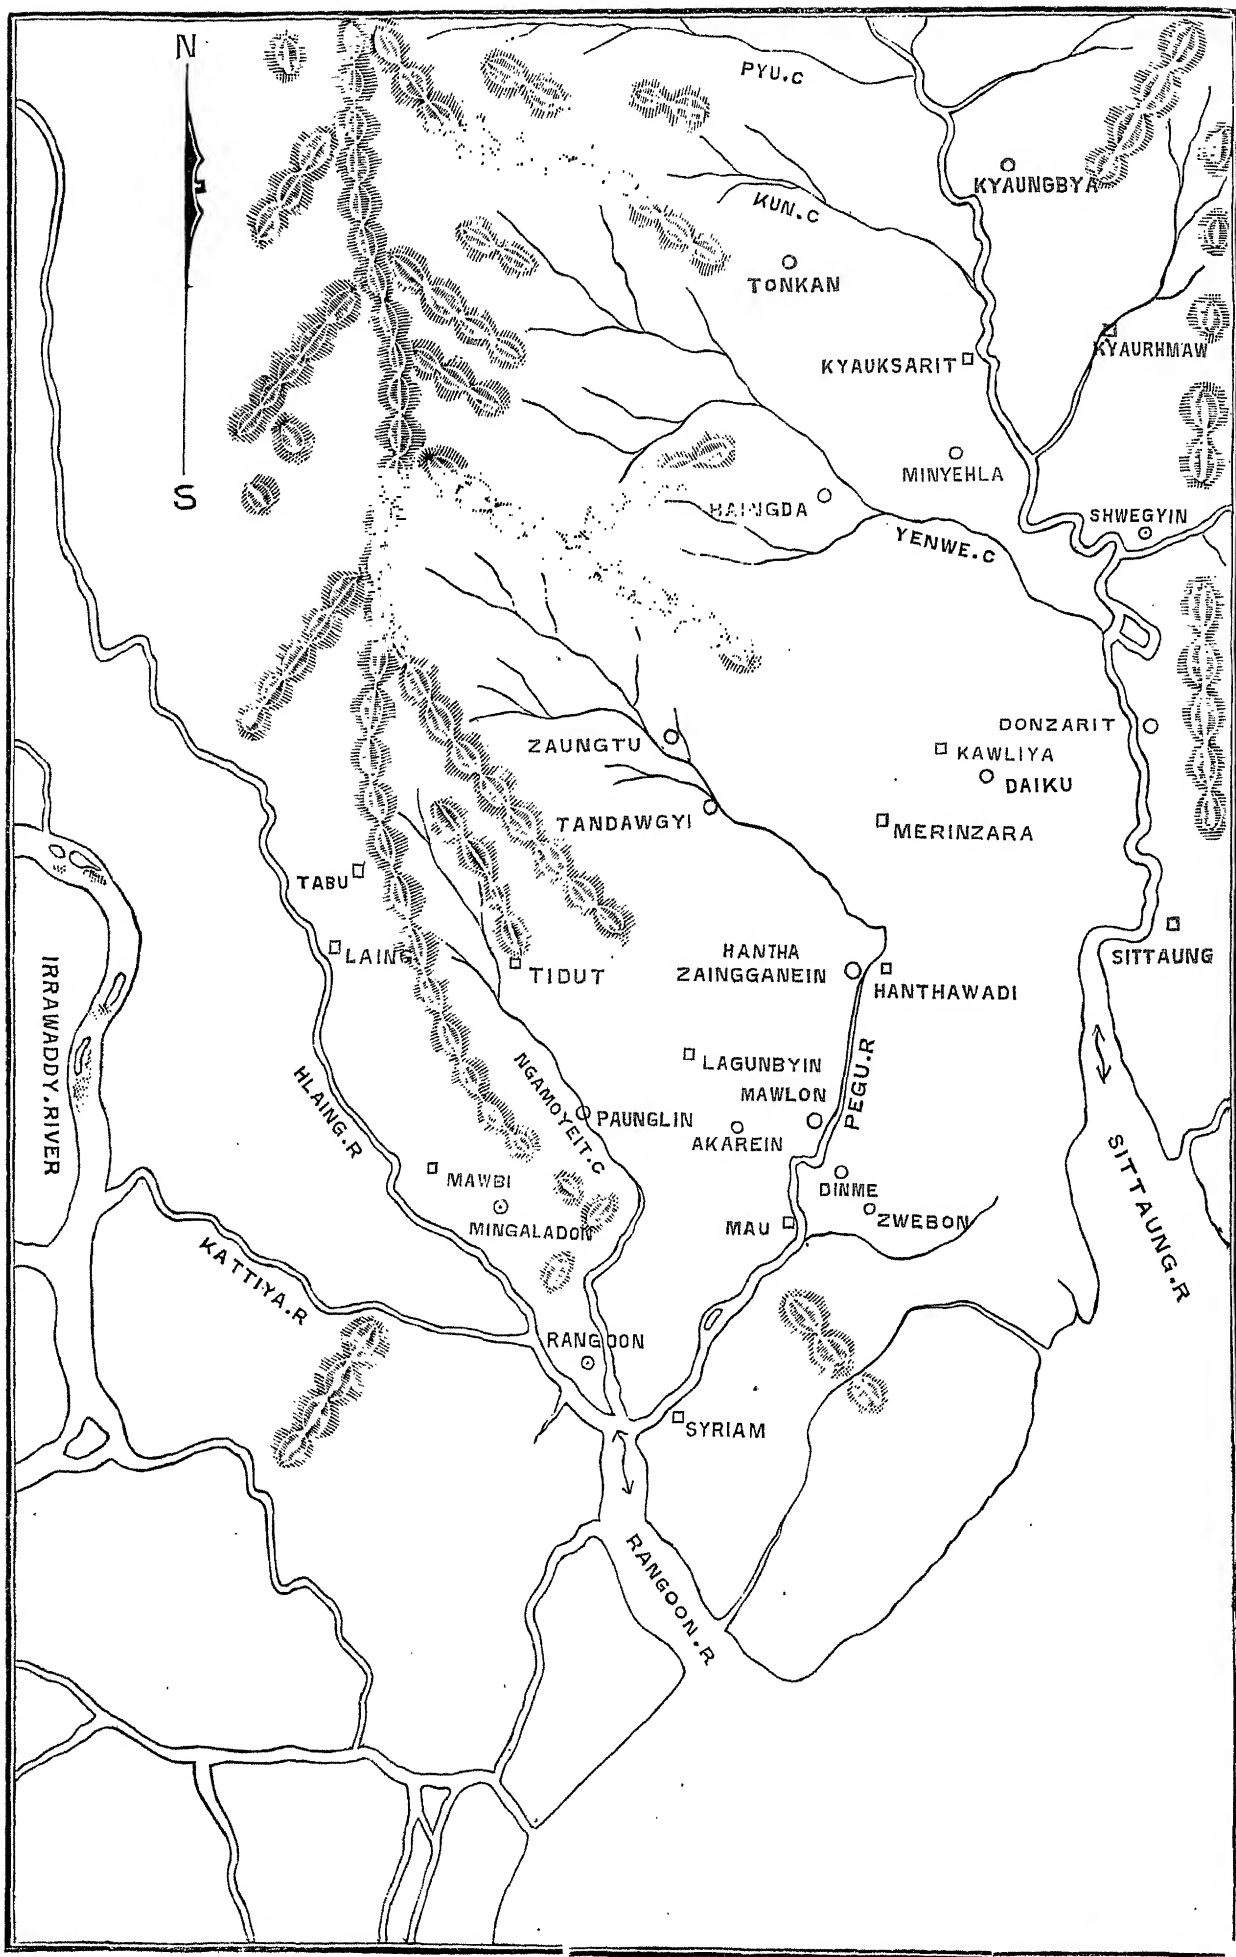 N
PYU.C
KYAUNGBYA
KUN.C
TONKAN
KYAUKSARIT
KYAURHMAW
MINYEHLA
S
HAINGDA
SHWEGYIN
YENWE.C
DONZARIT
ZAUNGTU
KAWLIYA
DAIKU
TANDAWGYI
MERINZARA
TABU
LAING
TIDUT
HANTHA
ZAINGGANEIN
SITTAUNG
HANTHAWADI
IRRAWADDY.RIVER
LAGUNBYIN
MAWLON
PEGU.R
HLAING.R
NGAMOYEIT.C
PAUNGLIN
AKAREIN
MAWBI
DINME
MINGALADON
MAU
ZWEBON
SITTAUNG.R
KATTIYA.R
RANGOON
SYRIAM
RANGOON.R